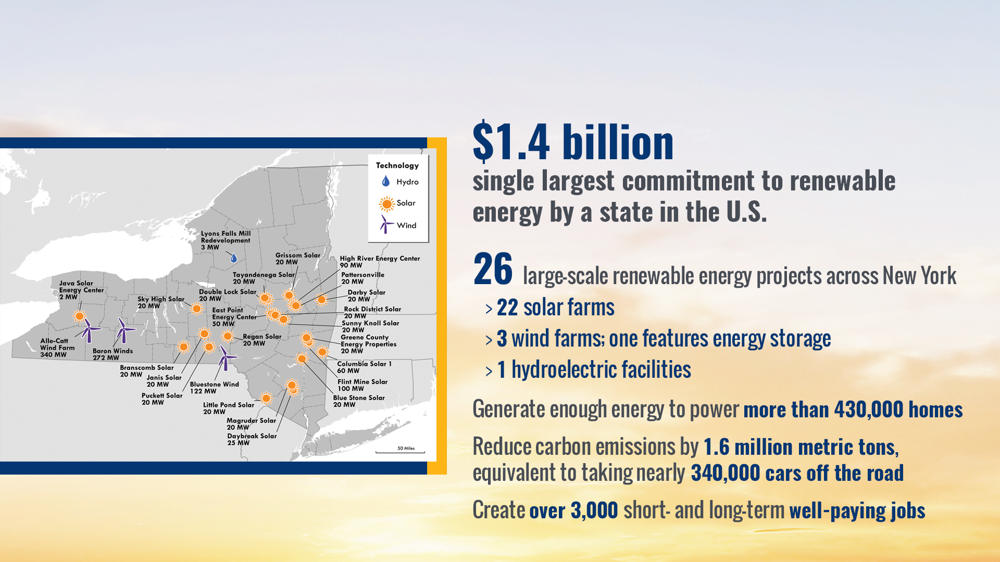 Technology
Hydro
Solar
Wind
Lyons Falls Mill
Redevelopment
3 MW
Grissom Solar
20 MW
High River Energy Center
90 MW
Tayandenega Solar
20 MW
Pattersonville
20 MW
Java Solar
Energy Center
2 MW
Double Lock Solar
20 MW
Darby Solar
20 MW
Sky High Solar
20 MW
East Point
Energy Center
50 MW
Rock District Solar
20 MW
Sunny Knoll Solar
20 MW
Alle-Catt
Wind Farm
340 MW
Baron Winds
272 MW
Regan Solar
20 MW
Greene County
Energy Properties
20 MW
Branscomb Solar
20 MW
Janis Solar
20 MW
Columbia Solar 1
60 MW
Puckett Solar
20 MW
Bluestone Wind
122 MW
Flint Mine Solar
100 MW
Little Pond Solar
20 MW
Blue Stone Solar
20 MW
Magruder Solar
20 MW
Daybreak Solar
25 MW
50 Miles
$1.4 billion
single largest commitment to renewable
energy by a state in the U.S.
26 large-scale renewable energy projects across New York
> 22 solar farms
> 3 wind farms; one features energy storage
> 1 hydroelectric facilities
Generate enough energy to power more than 430,000 homes
Reduce carbon emissions by 1.6 million metric tons,
equivalent to taking nearly 340,000 cars off the road
Create over 3,000 short- and long-term well-paying jobs